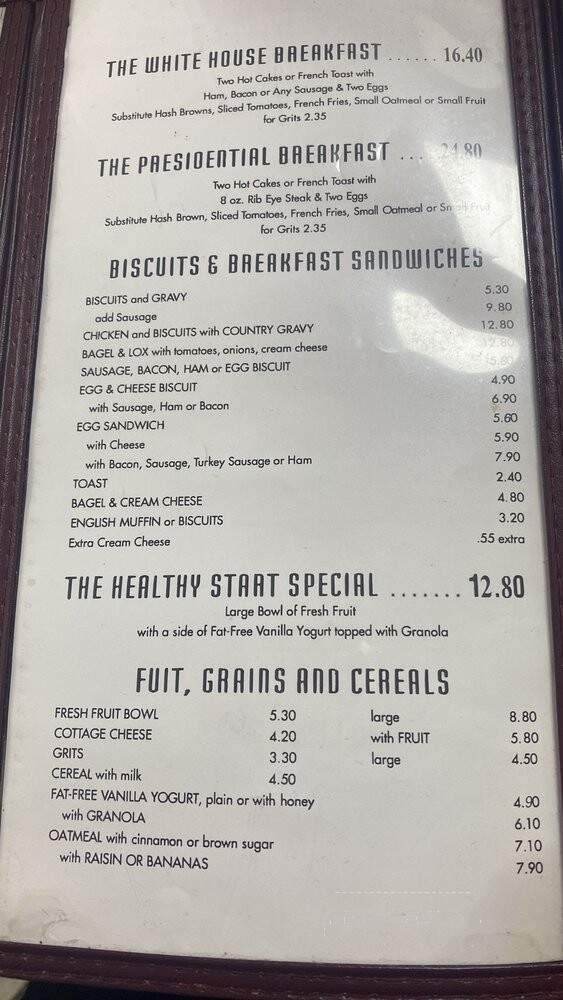 THE WHITE HOUSE BREAKFAST ...... 16.40
Two Hot Cakes or French Toast with
Ham, Bacon or Any Sausage & Two Eggs
Substitute Hash Browns, Sliced Tomatoes, French Fries, Small Oatmeal or Small Fruit
for Grits 2.35
THE PRESIDENTIAL BREAKFAST ... 24.80
Two Hot Cakes or French Toast with
8 oz. Rib Eye Steak & Two Eggs
Substitute Hash Brown, Sliced Tomatoes, French Fries, Small Oatmeal or Small Fruit
for Grits 2.35
BISCUITS & BREAKFAST SANDWICHES
BISCUITS and GRAVY 5.30
add Sausage 9.80
CHICKEN and BISCUITS with COUNTRY GRAVY 12.80
BAGEL & LOX with tomatoes, onions, cream cheese
SAUSAGE, BACON, HAM or EGG BISCUIT
EGG & CHEESE BISCUIT 4.90
with Sausage, Ham or Bacon 6.90
EGG SANDWICH 5.60
with Cheese 5.90
with Bacon, Sausage, Turkey Sausage or Ham 7.90
TOAST 2.40
BAGEL & CREAM CHEESE 4.80
ENGLISH MUFFIN or BISCUITS 3.20
Extra Cream Cheese .55 extra
THE HEALTHY START SPECIAL ....... 12.80
Large Bowl of Fresh Fruit
with a side of Fat-Free Vanilla Yogurt topped with Granola
FUIT, GRAINS AND CEREALS
FRESH FRUIT BOWL 5.30 large 8.80
COTTAGE CHEESE 4.20 with FRUIT 5.80
GRITS 3.30 large 4.50
CEREAL with milk 4.50
FAT-FREE VANILLA YOGURT, plain or with honey 4.90
with GRANOLA 6.10
OATMEAL with cinnamon or brown sugar 7.10
with RAISIN OR BANANAS 7.90